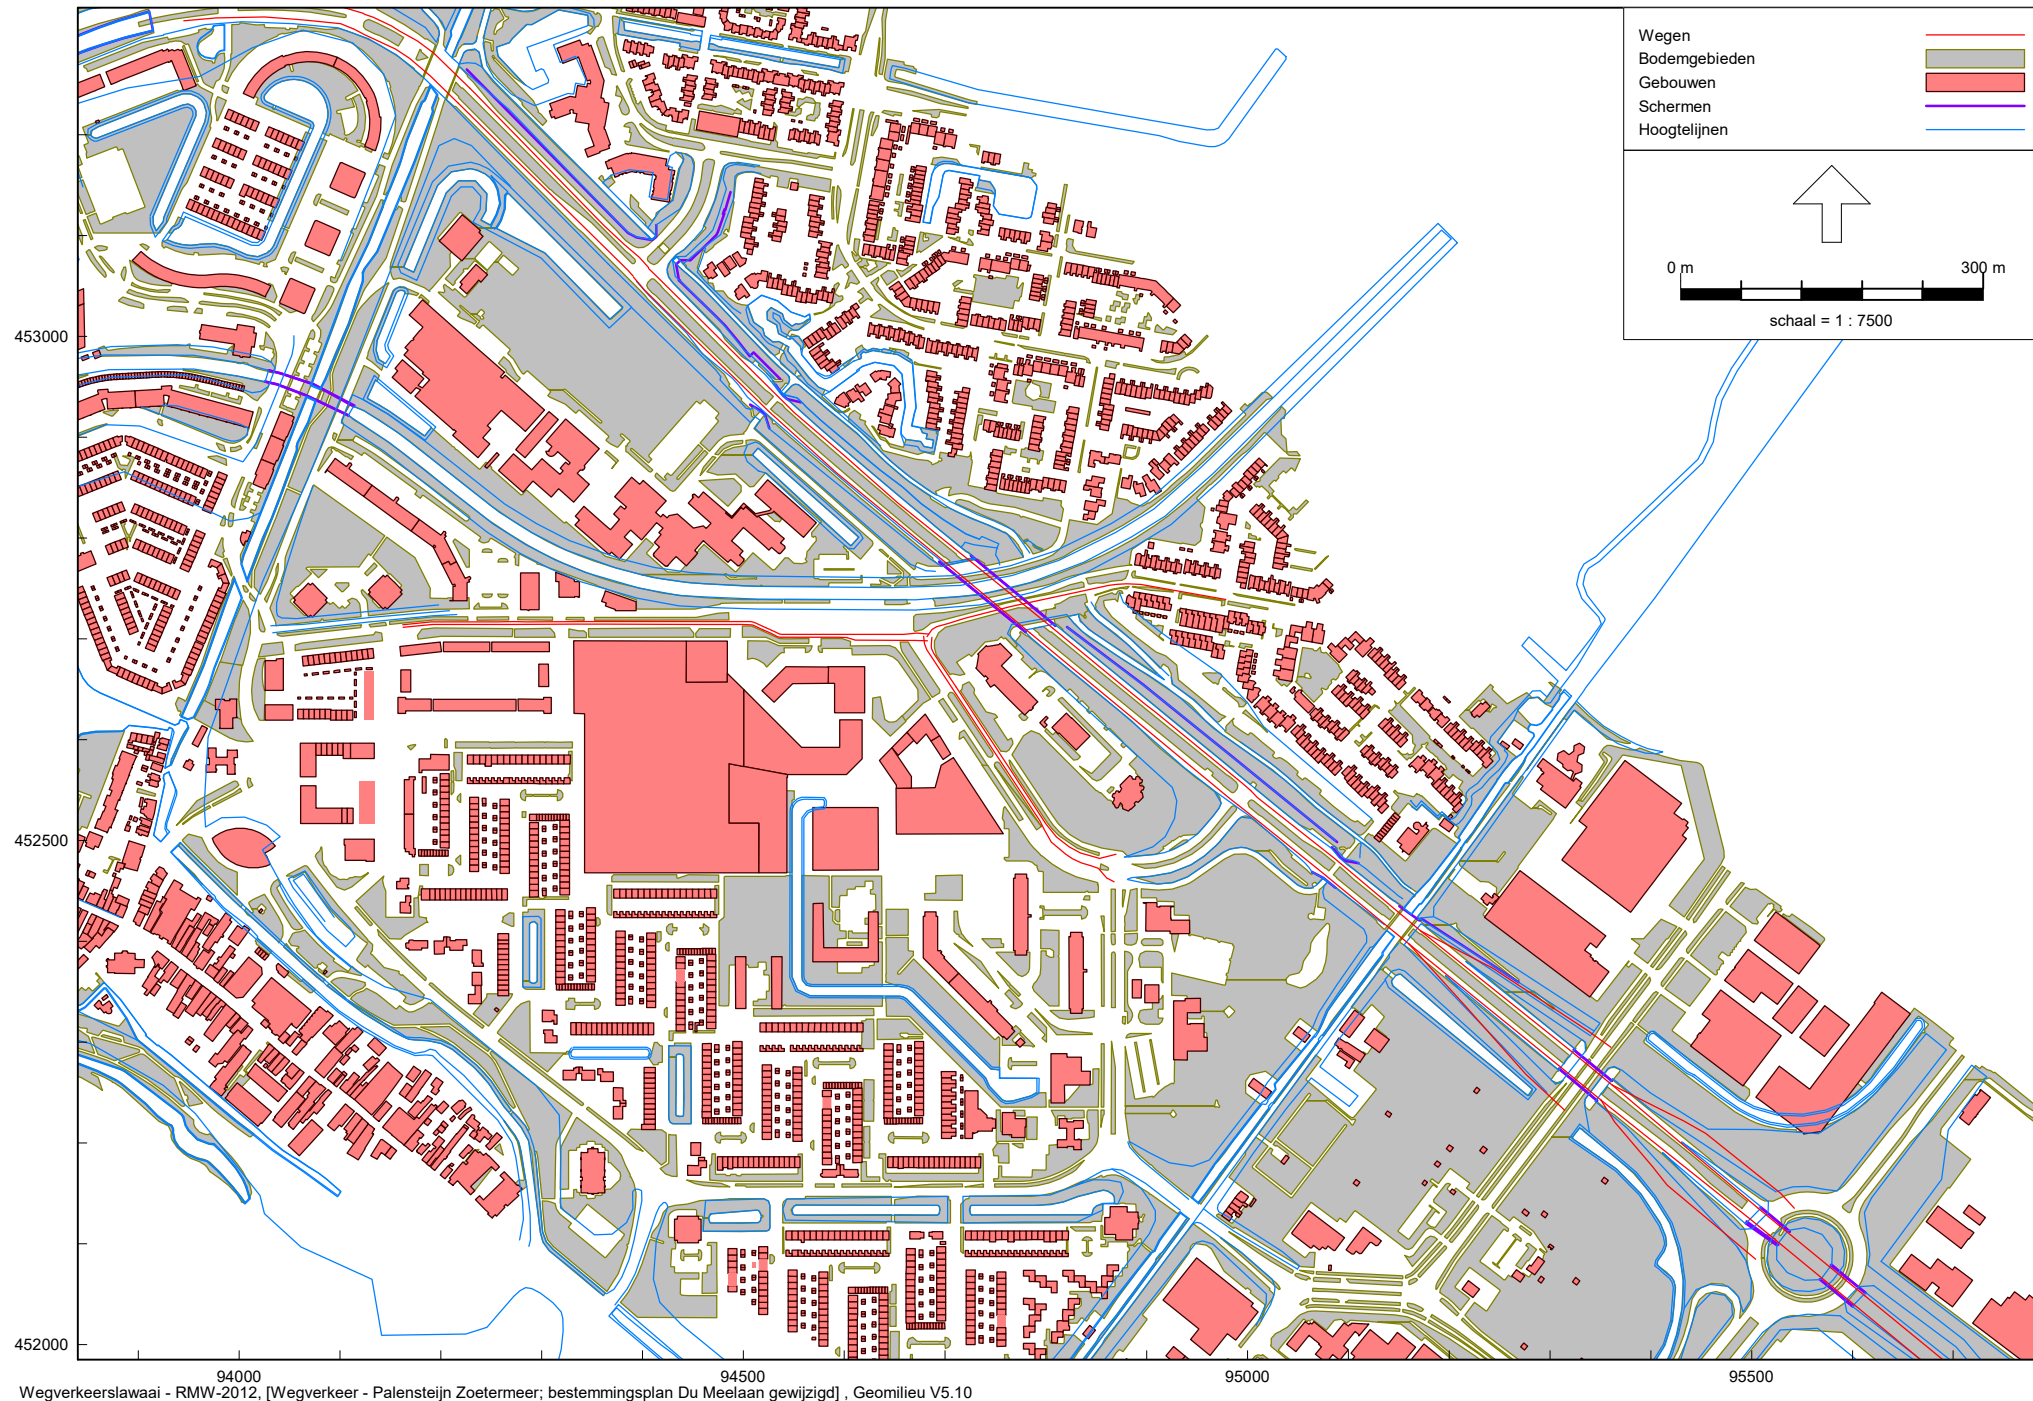 Wegen
Bodemgebieden
Gebouwen
Schermen
Hoogtelijnen
0 m 300 m
schaal = 1 : 7500
453000
452500
452000
94000 94500 95000 95500
Wegverkeerslawaai - RMW-2012, [Wegverkeer - Palensteijn Zoetermeer; bestemmingsplan Du Meelaan gewijzigd] , Geomilieu V5.10